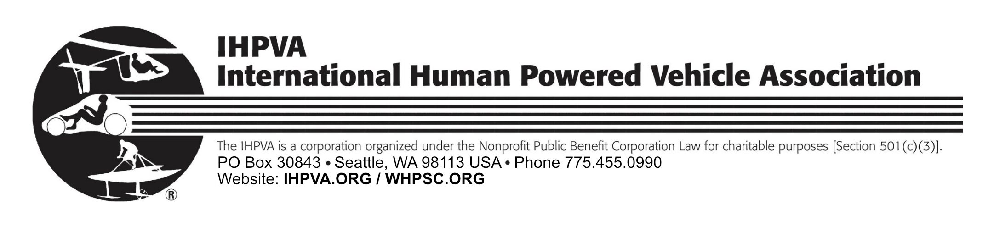 IHPVA
International Human Powered Vehicle Association
The IHPVA is a corporation organized under the Nonprofit Public Benefit Corporation Law for charitable purposes [Section 501(c)(3)].
PO Box 30843 • Seattle, WA 98113 USA • Phone 775.455.0990
Website: IHPVA.ORG / WHPSC.ORG
®